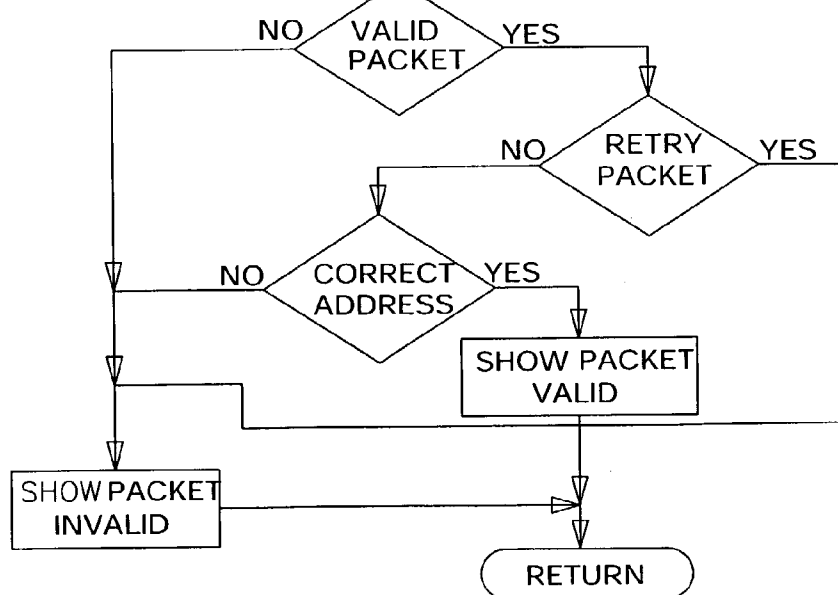 NO
VALID
PACKET
YES
RETRY
PACKET
NO
YES
CORRECT
ADDRESS
NO
YES
SHOW PACKET
VALID
SHOW PACKET
INVALID
RETURN